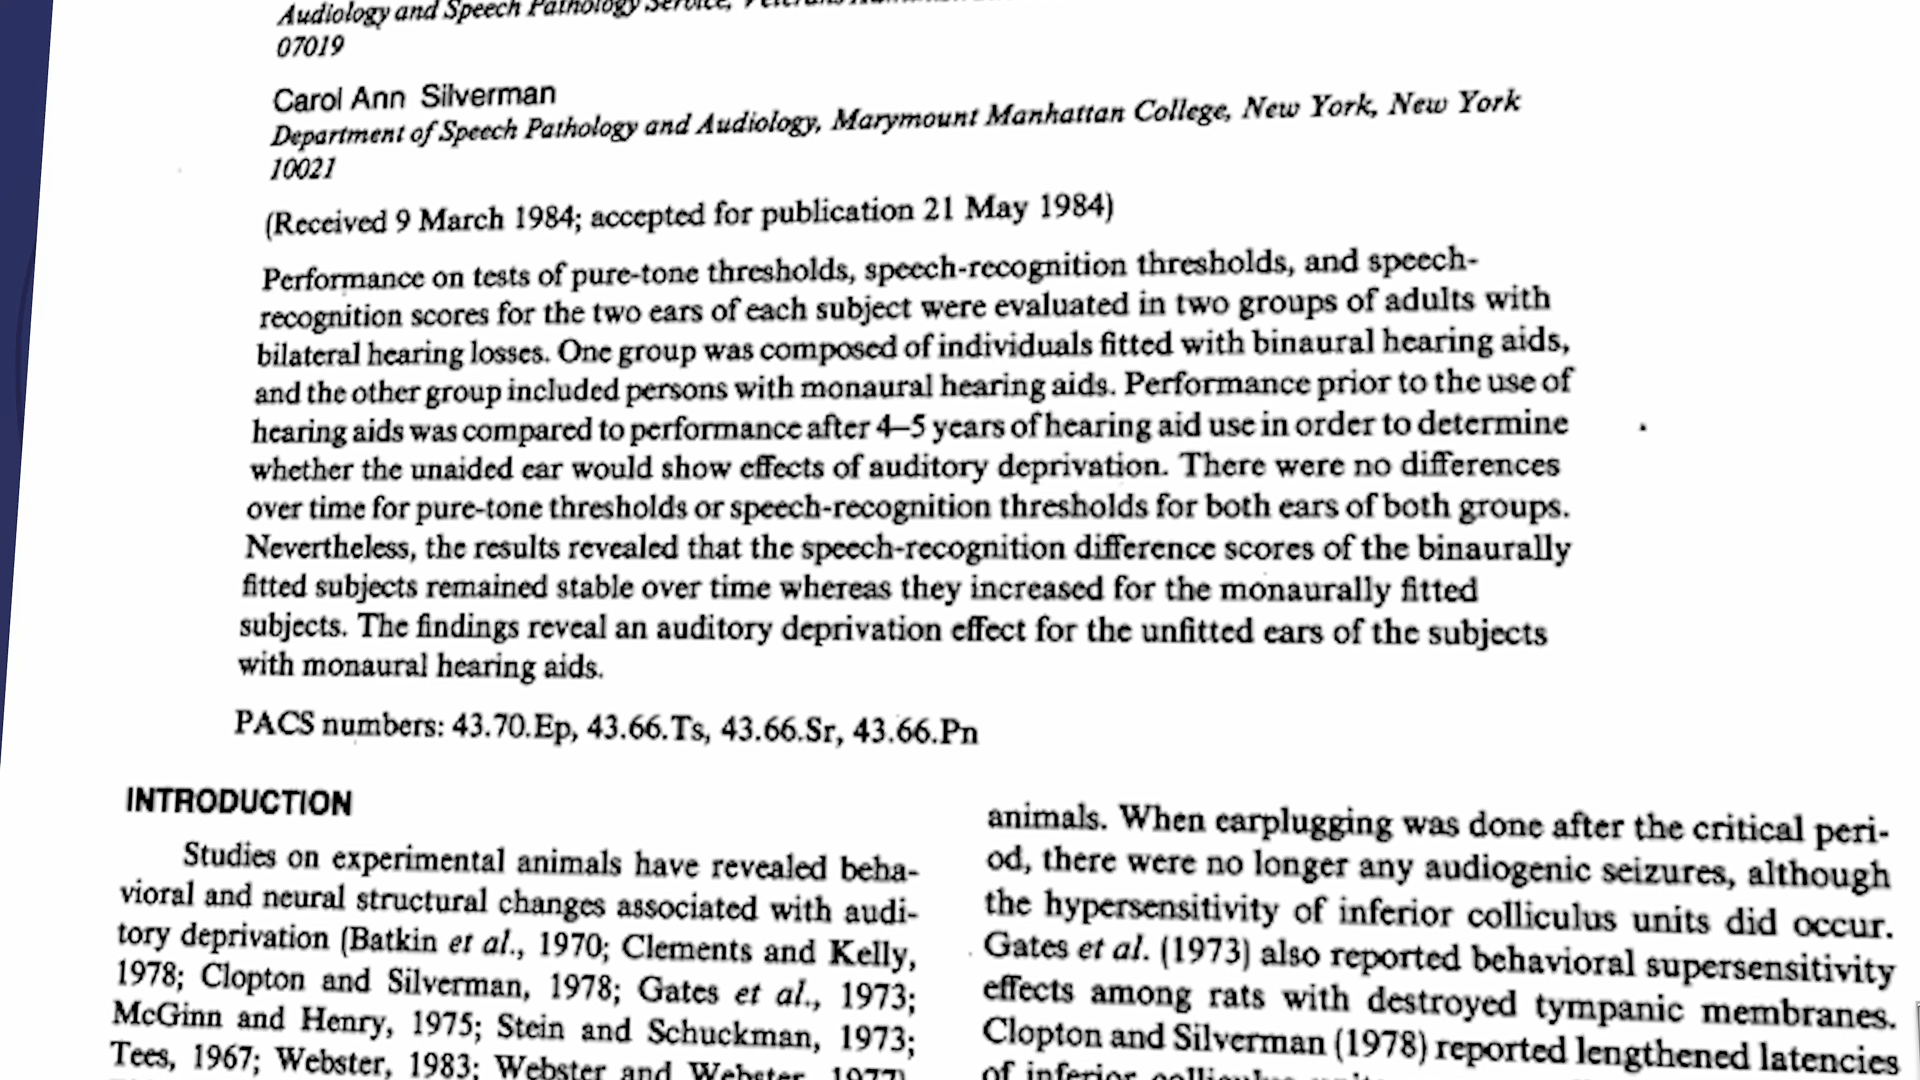 Audiology and Speech Pathology Service, Veterans
07019
Carol Ann Silverman
Department of Speech Pathology and Audiology, Marymount Manhattan College, New York, New York
10021
(Received 9 March 1984; accepted for publication 21 May 1984)
Performance on tests of pure-tone thresholds, speech-recognition thresholds, and speech-
recognition scores for the two ears of each subject were evaluated in two groups of adults with
bilateral hearing losses. One group was composed of individuals fitted with binaural hearing aids,
and the other group included persons with monaural hearing aids. Performance prior to the use of
hearing aids was compared to performance after 4–5 years of hearing aid use in order to determine
whether the unaided ear would show effects of auditory deprivation. There were no differences
over time for pure-tone thresholds or speech-recognition thresholds for both ears of both groups.
Nevertheless, the results revealed that the speech-recognition difference scores of the binaurally
fitted subjects remained stable over time whereas they increased for the monaurally fitted
subjects. The findings reveal an auditory deprivation effect for the unfitted ears of the subjects
with monaural hearing aids.
PACS numbers: 43.70.Ep, 43.66.Ts, 43.66.Sr, 43.66.Pn
INTRODUCTION
Studies on experimental animals have revealed beha-
vioral and neural structural changes associated with audi-
tory deprivation (Batkin et al., 1970; Clements and Kelly,
1978; Clopton and Silverman, 1978; Gates et al., 1973;
McGinn and Henry, 1975; Stein and Schuckman, 1973;
Tees, 1967; Webster, 1983; Webster and Webster, 1977).
animals. When earplugging was done after the critical peri-
od, there were no longer any audiogenic seizures, although
the hypersensitivity of inferior colliculus units did occur.
Gates et al. (1973) also reported behavioral supersensitivity
effects among rats with destroyed tympanic membranes.
Clopton and Silverman (1978) reported lengthened latencies
of inferior colliculus units